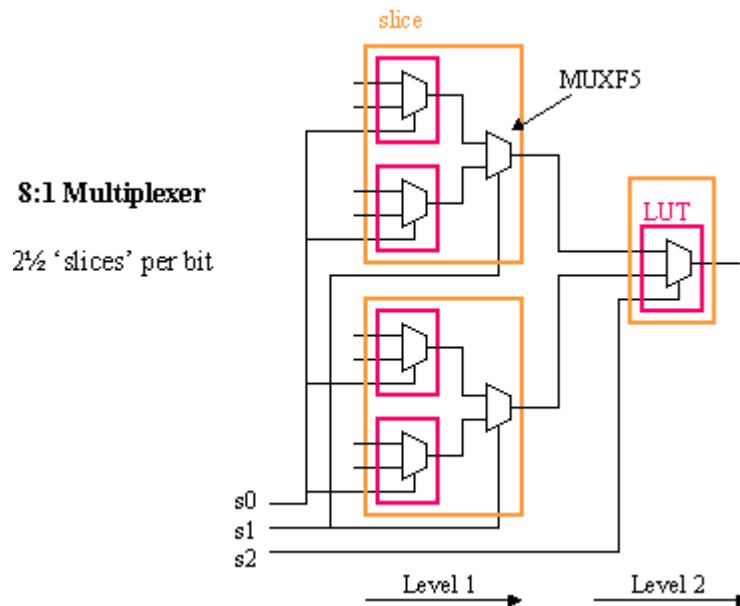 slice
MUXF5
8:1 Multiplexer
2½ ‘slices’ per bit
LUT
s0
s1
s2
Level 1
Level 2